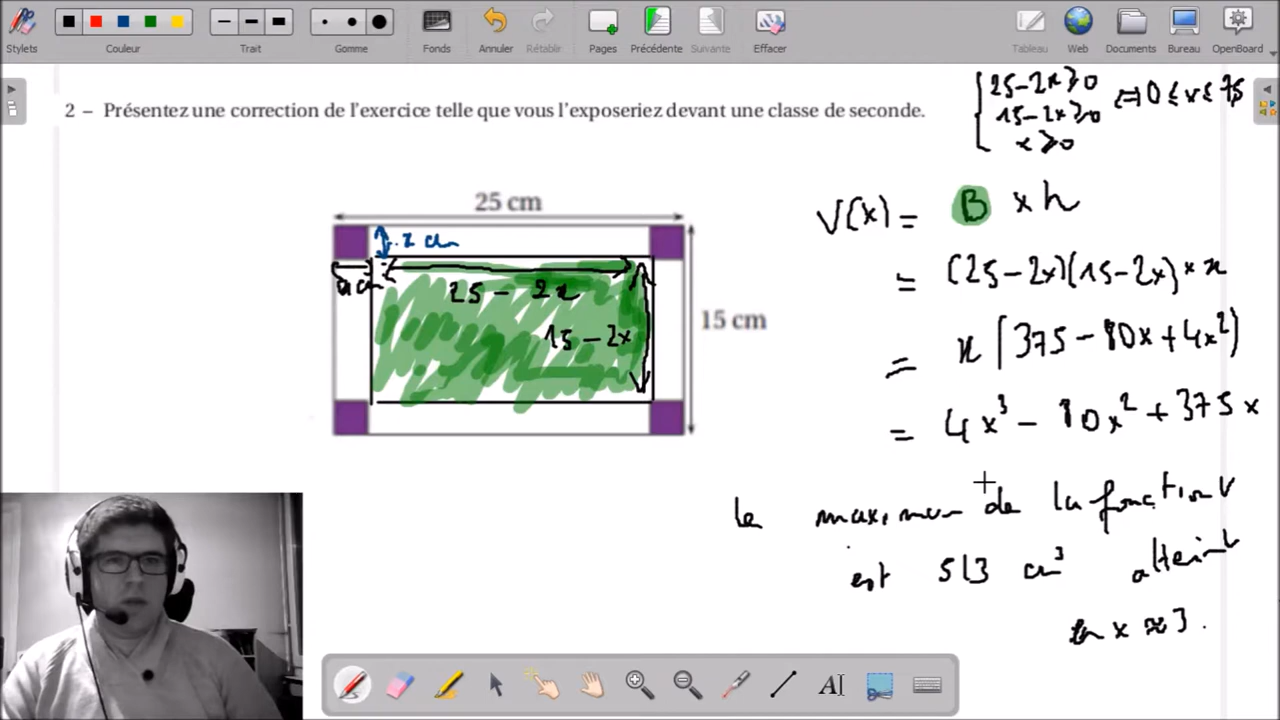 Stylets
Couleur
Trait
Gomme
Fonds
Annuler
Rétablir
Pages
Précédente
Suivante
Effacer
Tableau
Web
Documents
Bureau
OpenBoard
2 – Présentez une correction de l'exercice telle que vous l'exposeriez devant une classe de seconde.
25-2x≥0
15-2x≥0 ⇔ 0≤x≤7,5
x≥0
25 cm
x cm
x cm
25 - 2x
15 - 2x
15 cm
V(x) = B × h
= (25-2x)(15-2x) × x
= x(375 - 80x + 4x²)
= 4x³ - 80x² + 375x
le maximum de la fonction V
est 513 cm³ atteint
en x ≈ 3.
AI